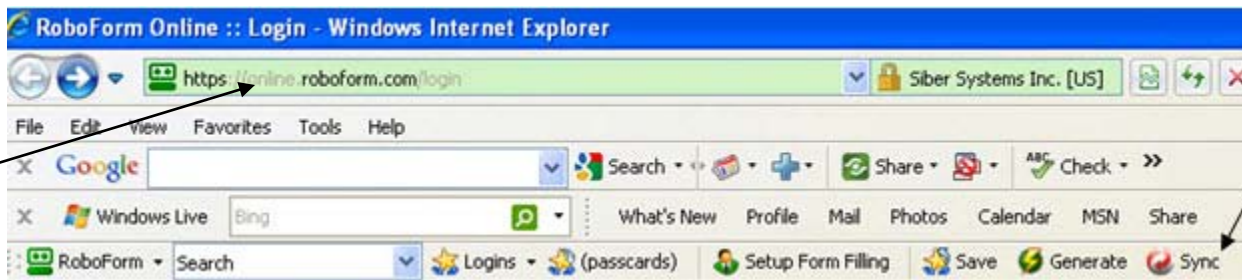 RoboForm Online :: Login - Windows Internet Explorer
https://online.roboform.com/login Siber Systems Inc. [US]
File Edit View Favorites Tools Help
x Google Search Share ABC Check »
x Windows Live Bing What's New Profile Mail Photos Calendar MSN Share
RoboForm Search Logins (passcards) Setup Form Filling Save Generate Sync